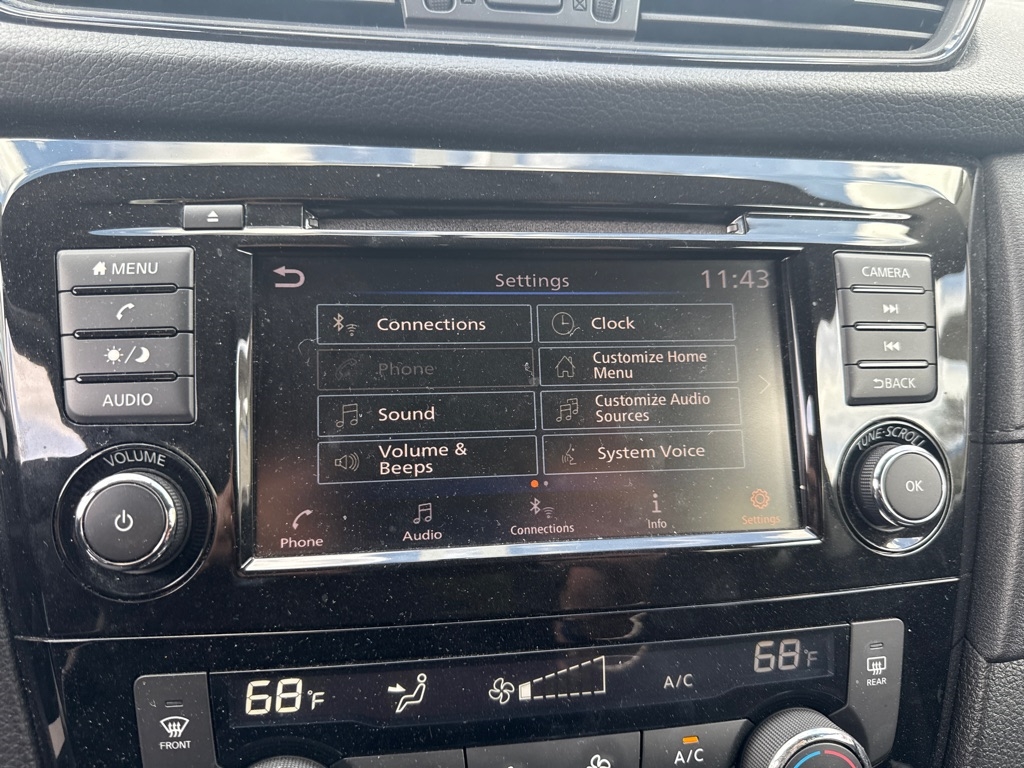 MENU
AUDIO
VOLUME
Settings
11:43
Connections
Clock
Phone
Customize Home
Menu
Sound
Customize Audio
Sources
Volume &
Beeps
System Voice
Phone
Audio
Connections
Info
Settings
CAMERA
BACK
TUNE·SCROLL
OK
68°F
A/C
68°F
FRONT
REAR
A/C